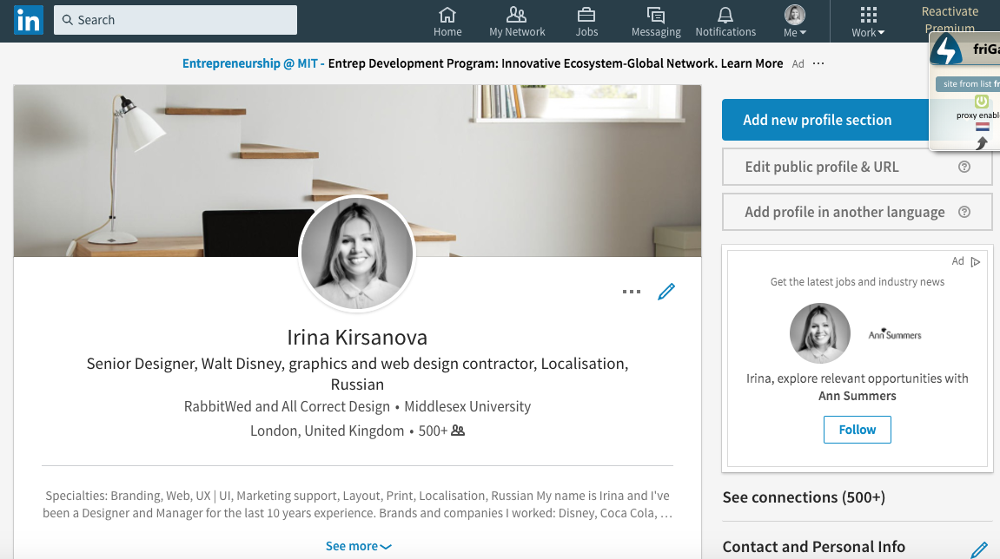 in
Search
Home
My Network
Jobs
Messaging
Notifications
Me
Work
Reactivate
Premium
Entrepreneurship @ MIT - Entrep Development Program: Innovative Ecosystem-Global Network. Learn More Ad ...
friGa
site from list fr
proxy enabl
Add new profile section
Edit public profile & URL
Add profile in another language
Irina Kirsanova
Senior Designer, Walt Disney, graphics and web design contractor, Localisation,
Russian
RabbitWed and All Correct Design • Middlesex University
London, United Kingdom • 500+
Specialties: Branding, Web, UX | UI, Marketing support, Layout, Print, Localisation, Russian My name is Irina and I've
been a Designer and Manager for the last 10 years experience. Brands and companies I worked: Disney, Coca Cola, …
See more
Ad
Get the latest jobs and industry news
Ann Summers
Irina, explore relevant opportunities with
Ann Summers
Follow
See connections (500+)
Contact and Personal Info